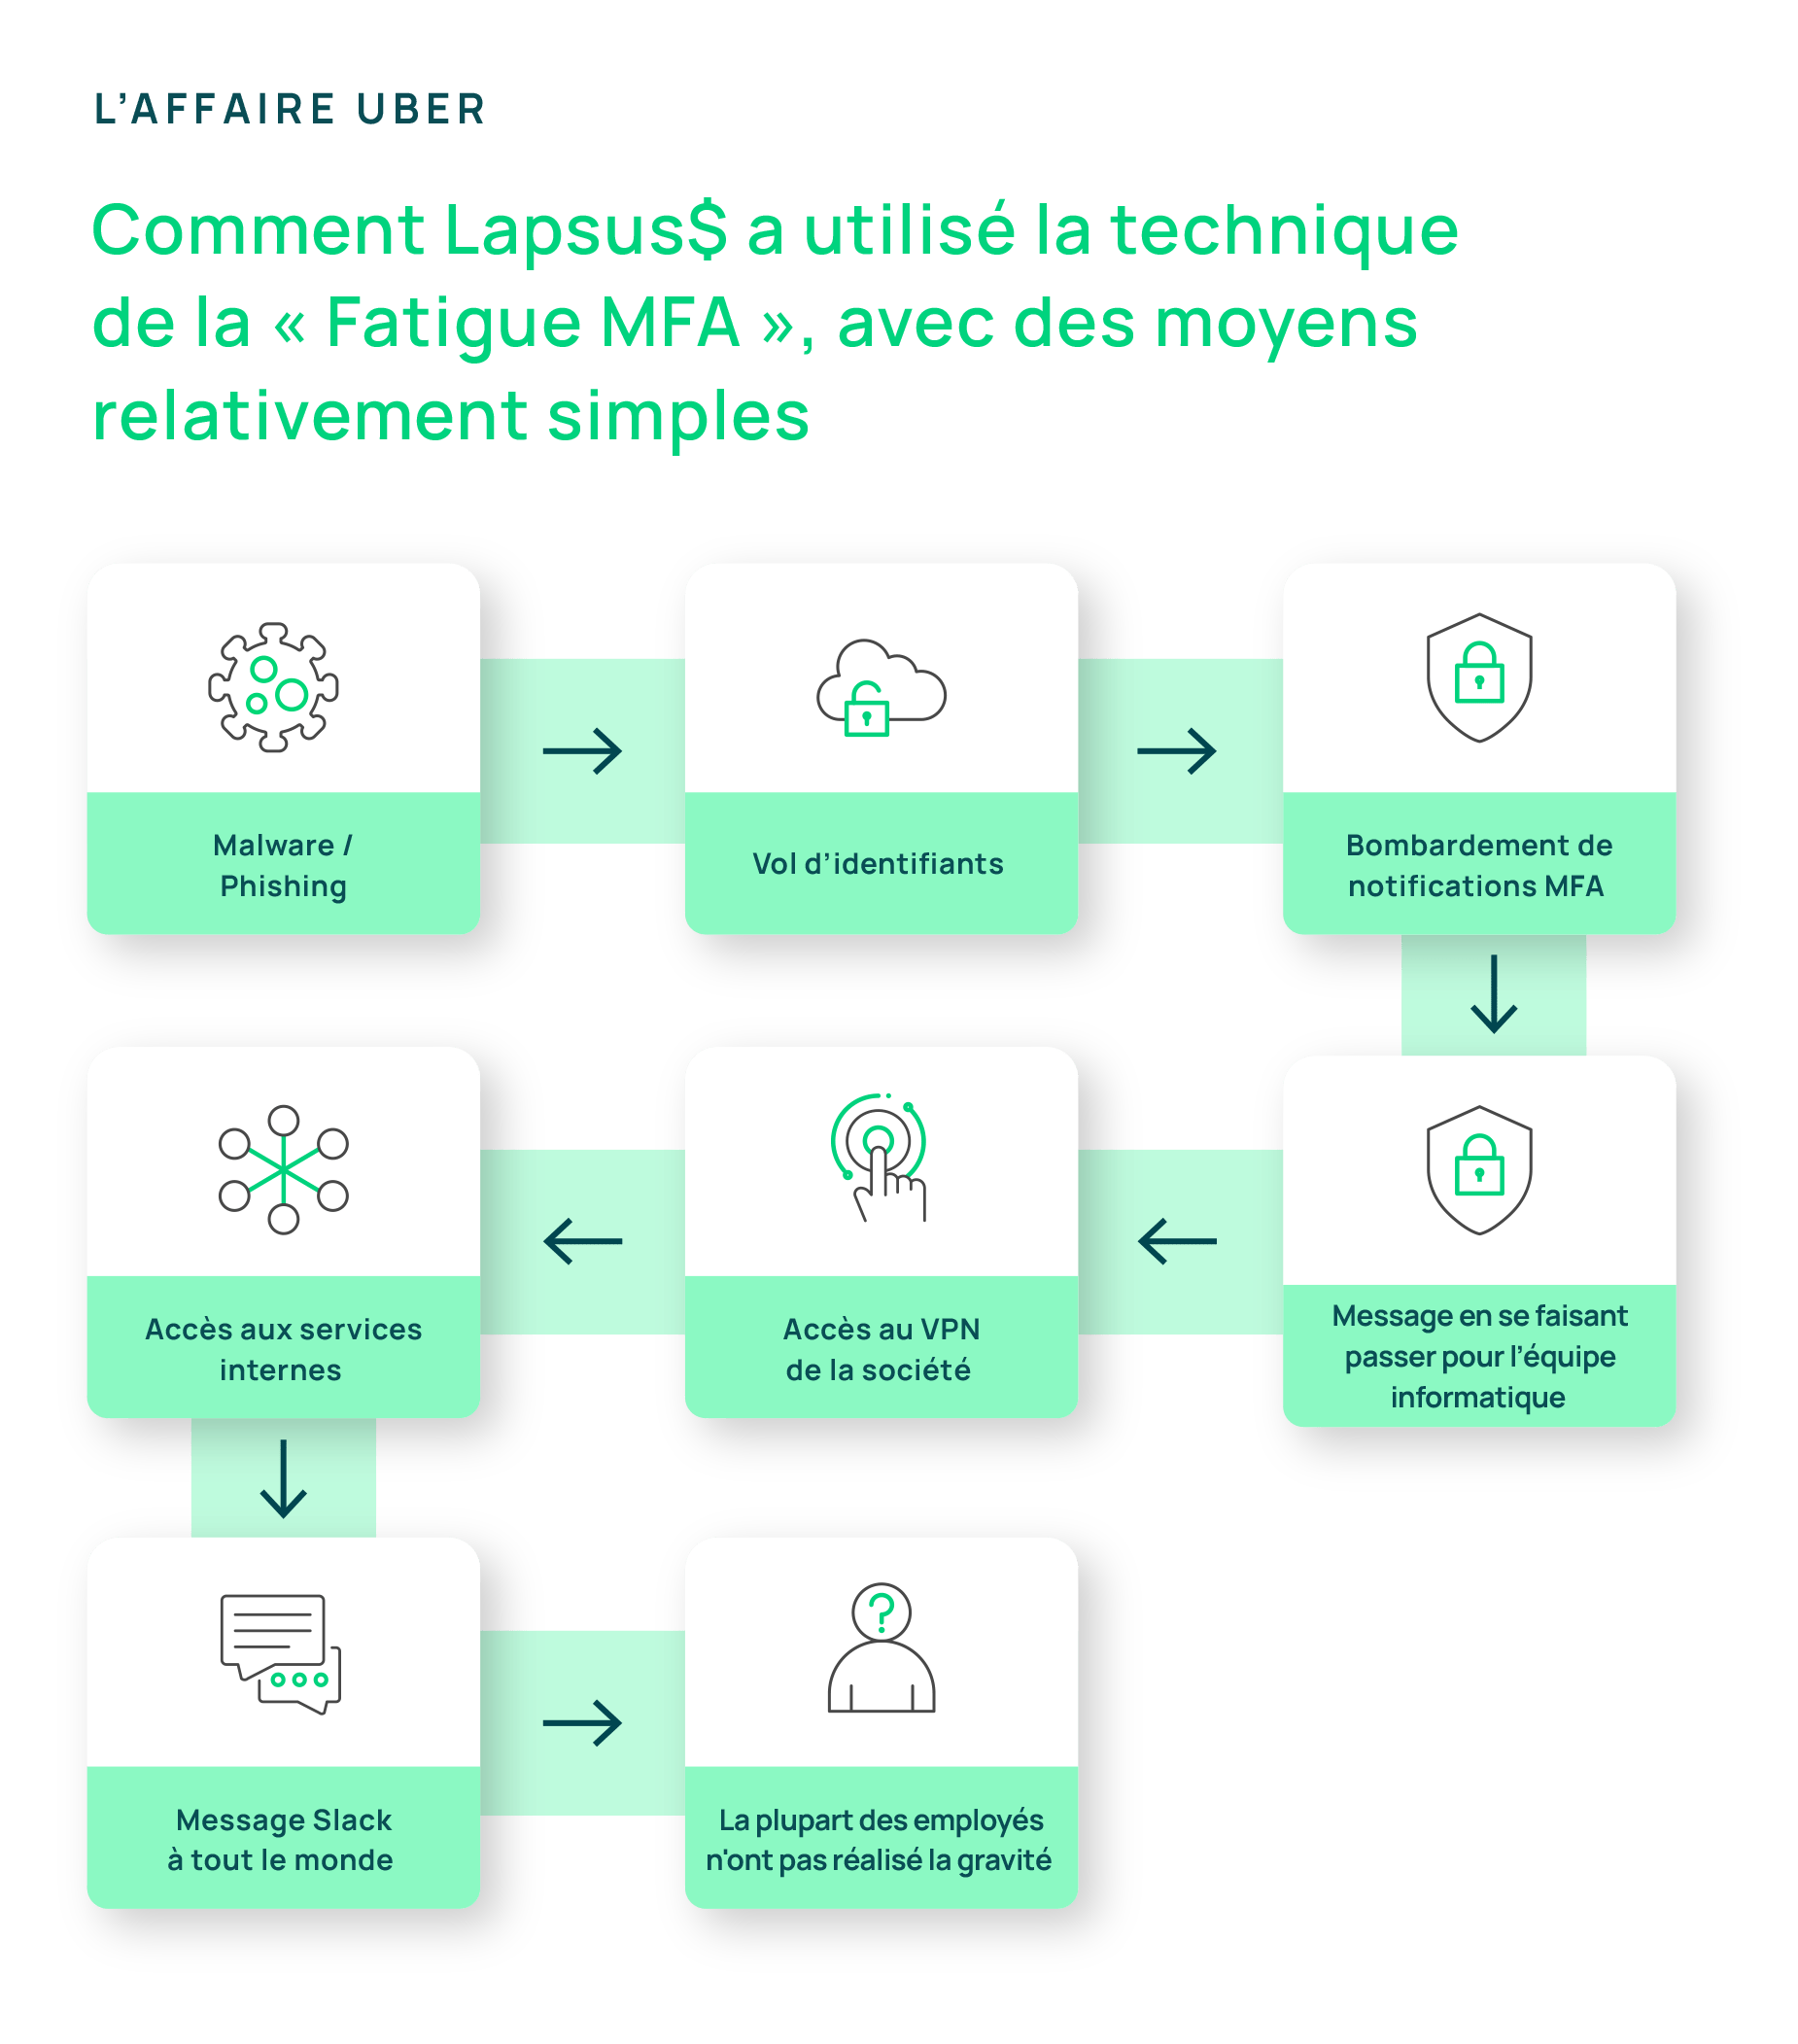 L’AFFAIRE UBER
Comment Lapsus$ a utilisé la technique
de la « Fatigue MFA », avec des moyens
relativement simples
Malware /
Phishing
Vol d’identifiants
Bombardement de
notifications MFA
Message en se faisant
passer pour l’équipe
informatique
Accès au VPN
de la société
Accès aux services
internes
Message Slack
à tout le monde
La plupart des employés
n'ont pas réalisé la gravité